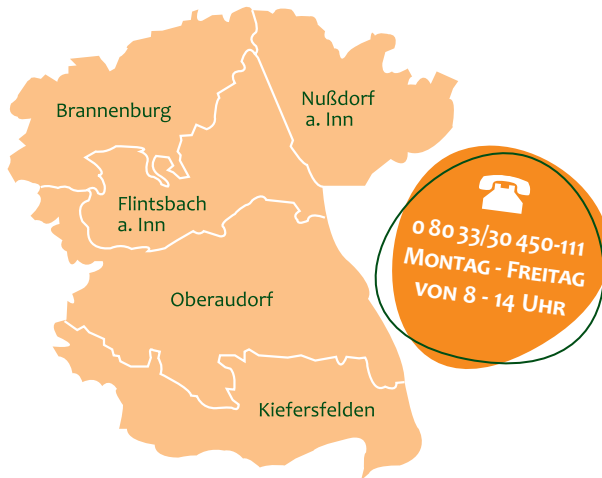 Brannenburg
Nußdorf
a. Inn
Flintsbach
a. Inn
Oberaudorf
Kiefersfelden
0 80 33/30 450-111
Montag - Freitag
von 8 - 14 Uhr